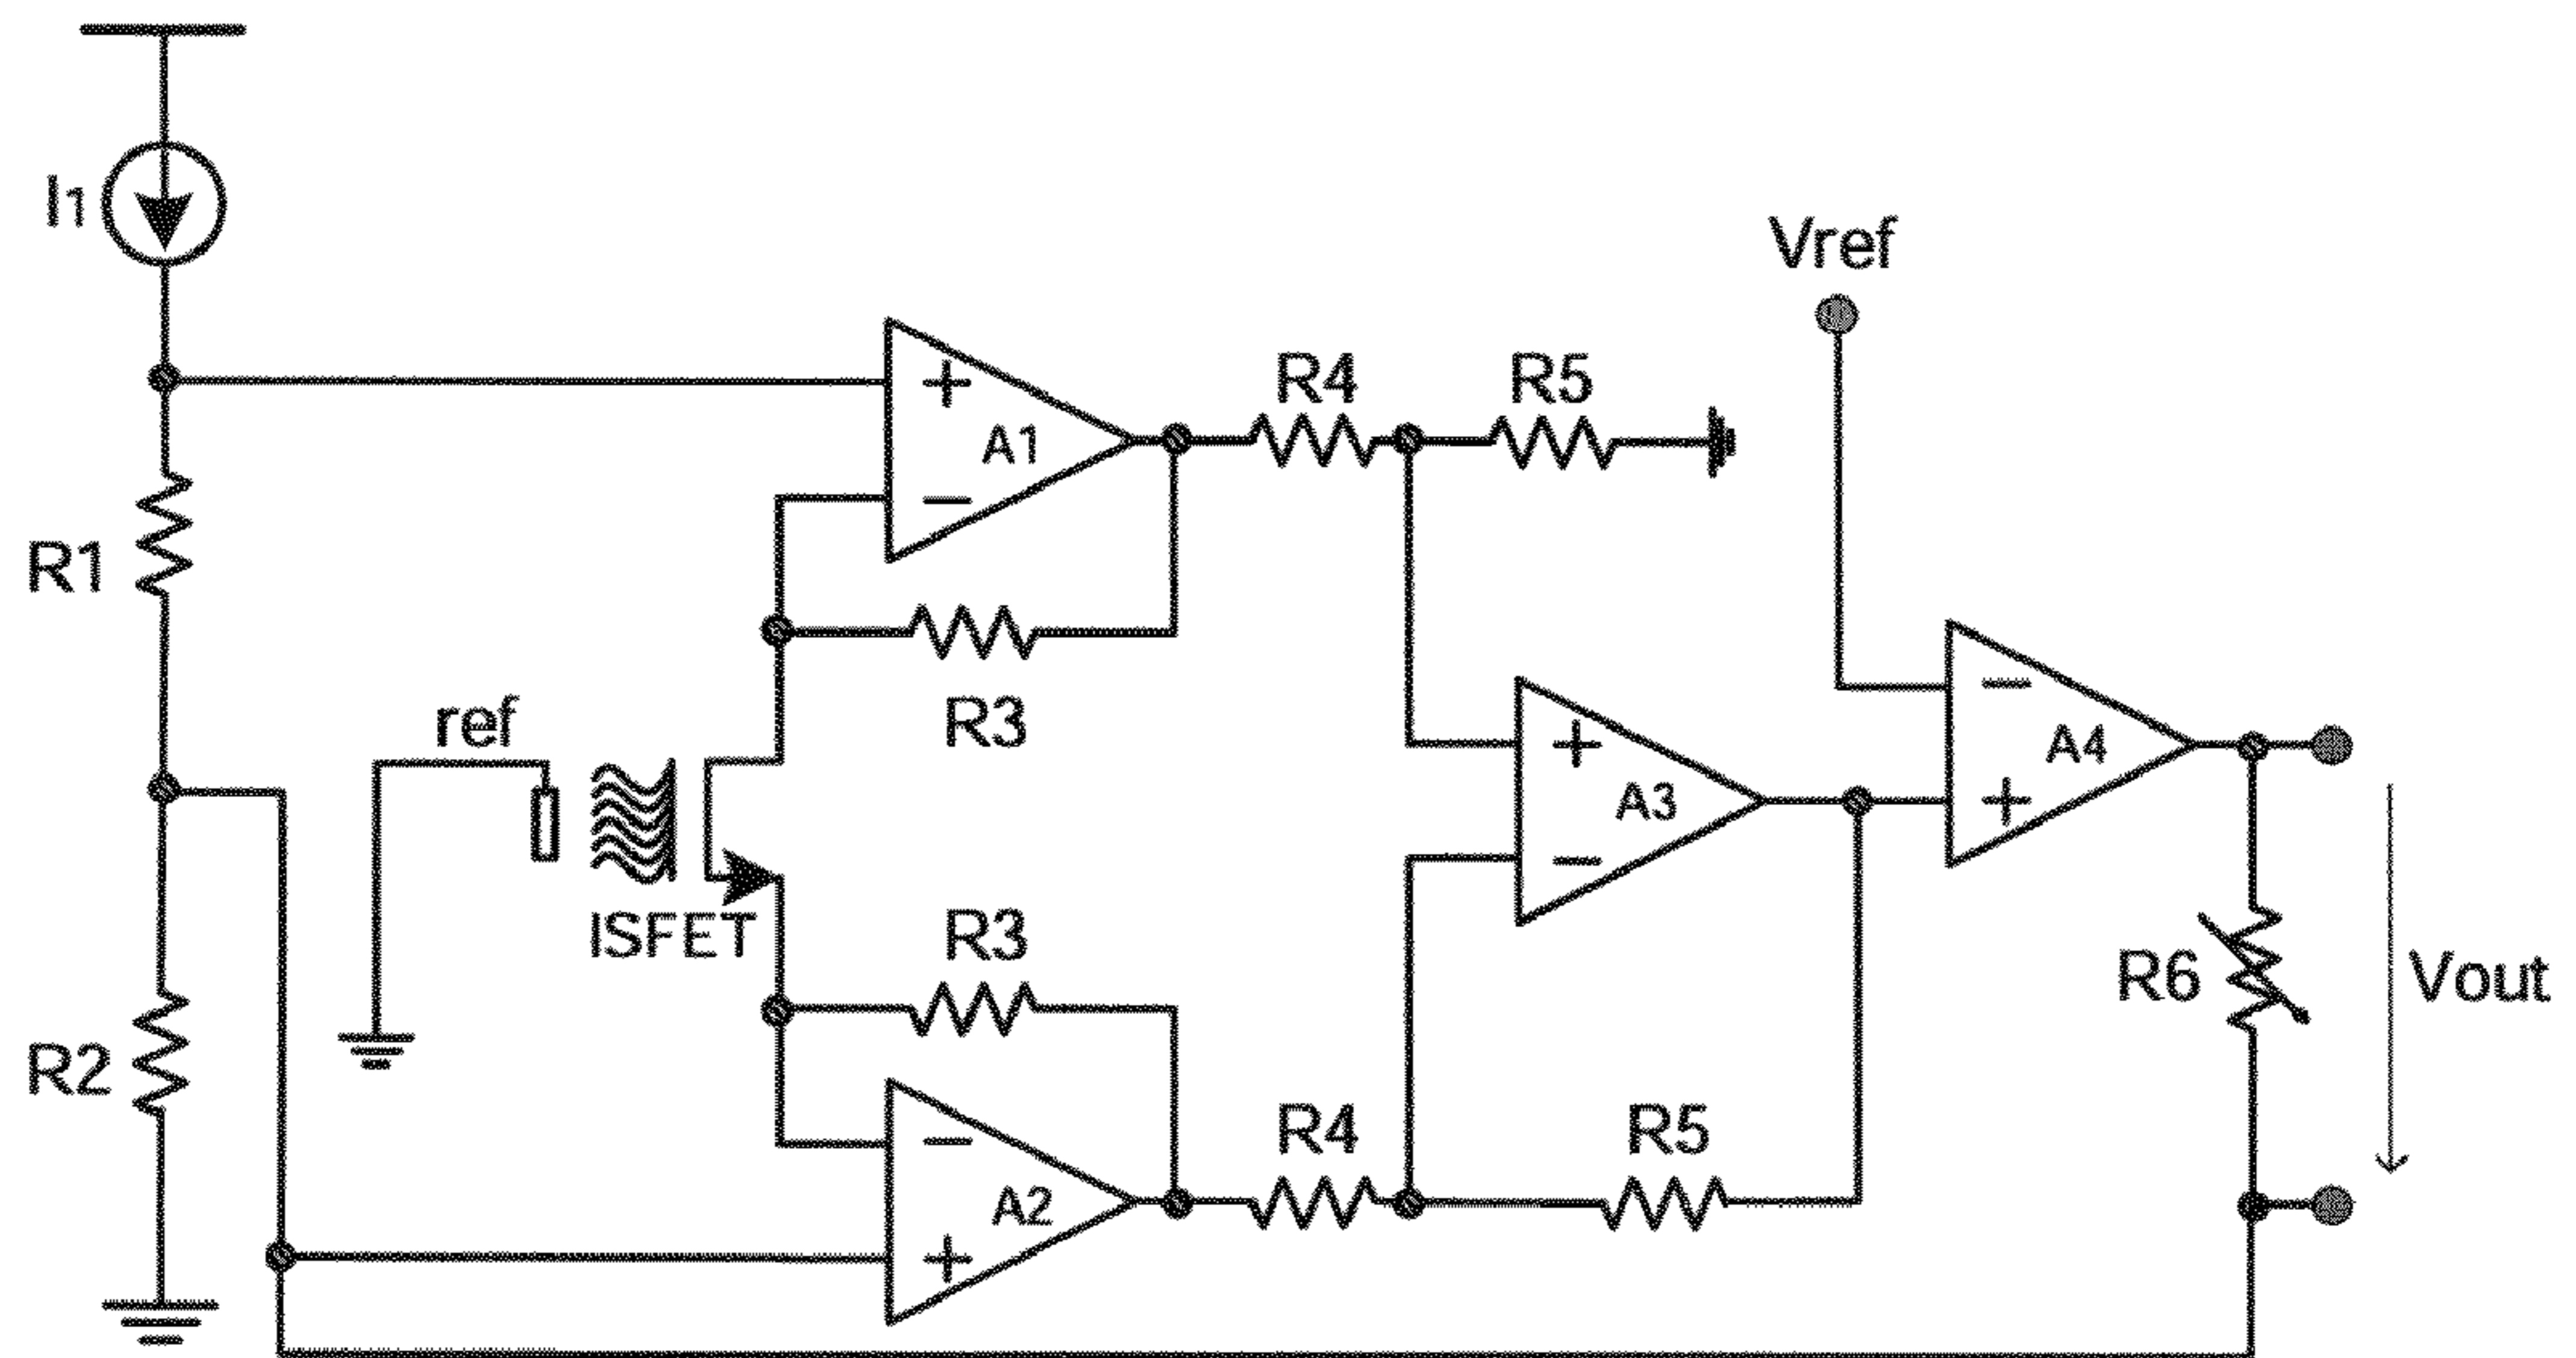 I1
Vref
+
A1
−
R4
R5
R1
R3
ref
ISFET
+
A3
−
−
A4
+
R6
Vout
R3
R2
−
A2
+
R4
R5